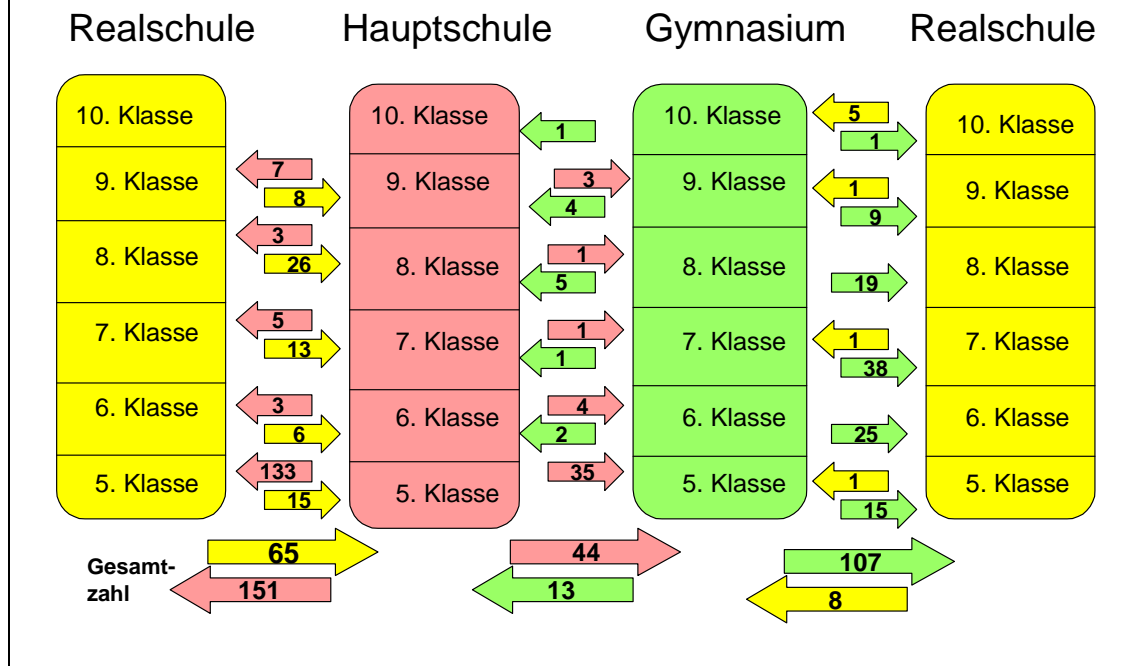 Realschule Hauptschule Gymnasium Realschule
10. Klasse 10. Klasse 10. Klasse 5 10. Klasse
1 1
7 3
9. Klasse 9. Klasse 9. Klasse 1 9. Klasse
8 4 9
3 1
8. Klasse 8. Klasse 8. Klasse 8. Klasse
26 5 19
5 1
7. Klasse 7. Klasse 7. Klasse 1 7. Klasse
13 1 38
3 4
6. Klasse 6. Klasse 6. Klasse 6. Klasse
6 2 25
133 35
5. Klasse 5. Klasse 5. Klasse 1 5. Klasse
15 15
65 44 107
Gesamt-
zahl
151 13 8